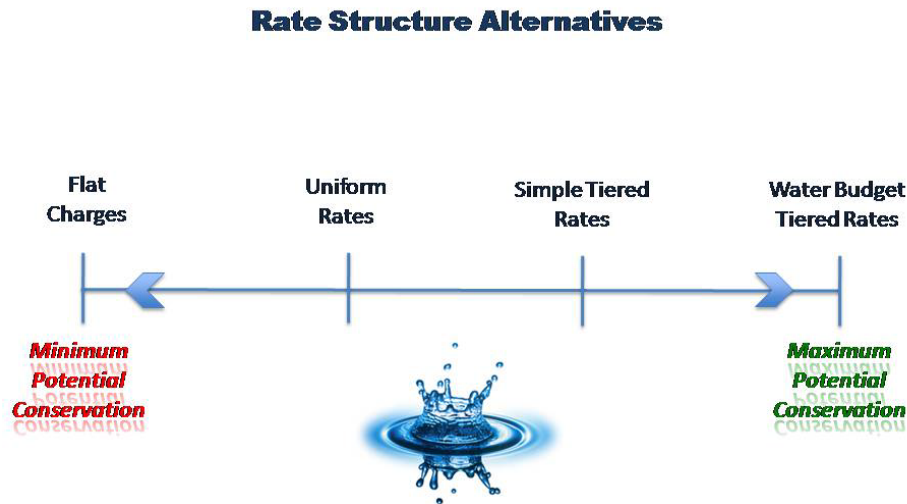 Rate Structure Alternatives
Flat
Charges
Uniform
Rates
Simple Tiered
Rates
Water Budget
Tiered Rates
Minimum
Potential
Conservation
Maximum
Potential
Conservation